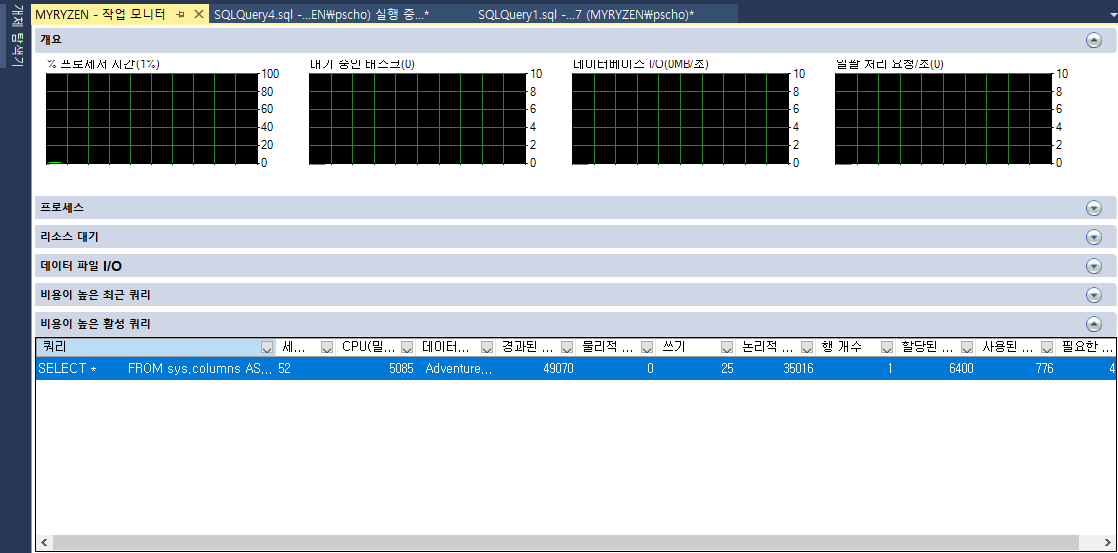 개체 탐색기
MYRYZEN - 작업 모니터
SQLQuery4.sql -...EN₩pscho) 실행 중...*
SQLQuery1.sql -...7 (MYRYZEN₩pscho)*
개요
% 프로세서 시간(1%)
대기 중인 태스크(0)
데이터베이스 I/O(0MB/초)
일괄 처리 요청/초(0)
100 10 10 10
80 8 8 8
60 6 6 6
40 4 4 4
20 2 2 2
0 0 0 0
프로세스
리소스 대기
데이터 파일 I/O
비용이 높은 최근 쿼리
비용이 높은 활성 쿼리
쿼리 세... CPU(밀... 데이터... 경과된 ... 물리적 ... 쓰기 논리적 ... 행 개수 할당된 ... 사용된 ... 필요한 ...
SELECT * FROM sys.columns AS... 52 5085 Adventure... 49070 0 25 35016 1 6400 776 4